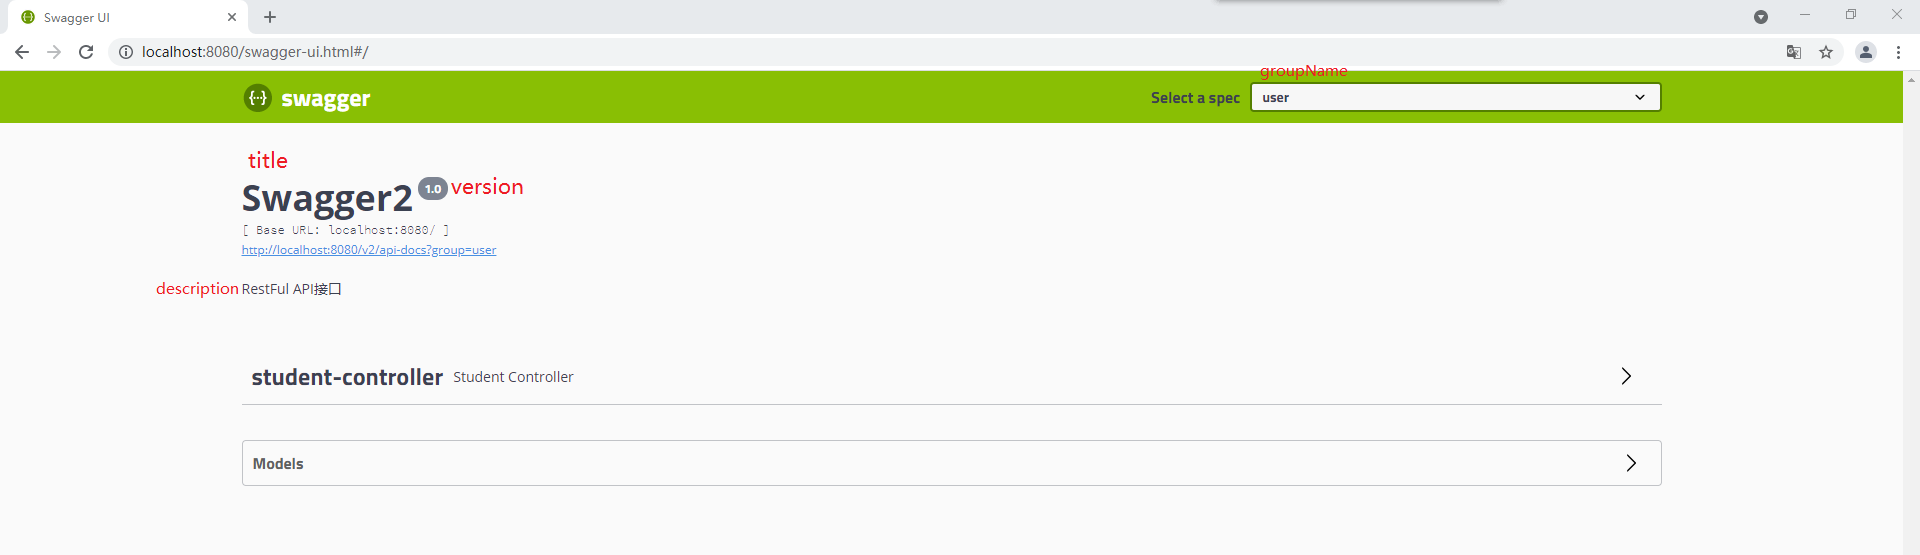 Swagger UI
localhost:8080/swagger-ui.html#/
groupName
swagger
Select a spec
user
title
Swagger2 1.0 version
[ Base URL: localhost:8080/ ]
http://localhost:8080/v2/api-docs?group=user
description RestFul API接口
student-controller Student Controller
Models